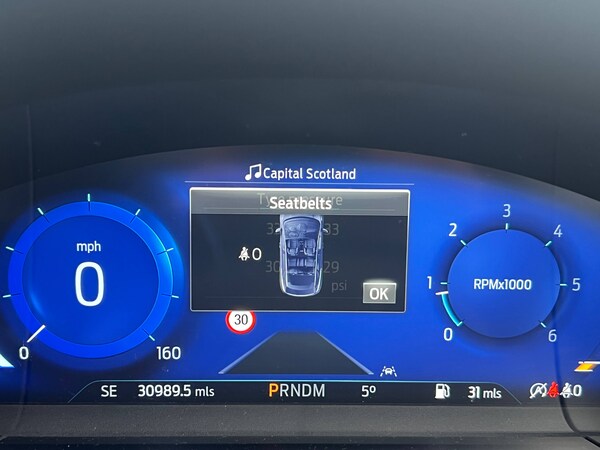 Capital Scotland
Seatbelts
0
OK
psi
mph
0
0 160
30
0 1 2 3 4 5 6
RPMx1000
SE 30989.5 mls PRNDM 5° 31 mls 0